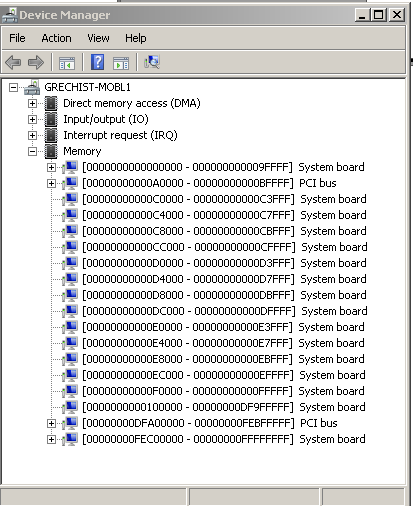 Device Manager
File Action View Help
GRECHIST-MOBL1
Direct memory access (DMA)
Input/output (IO)
Interrupt request (IRQ)
Memory
[0000000000000000 - 000000000009FFFF] System board
[00000000000A0000 - 00000000000BFFFF] PCI bus
[00000000000C0000 - 00000000000C3FFF] System board
[00000000000C4000 - 00000000000C7FFF] System board
[00000000000C8000 - 00000000000CBFFF] System board
[00000000000CC000 - 00000000000CFFFF] System board
[00000000000D0000 - 00000000000D3FFF] System board
[00000000000D4000 - 00000000000D7FFF] System board
[00000000000D8000 - 00000000000DBFFF] System board
[00000000000DC000 - 00000000000DFFFF] System board
[00000000000E0000 - 00000000000E3FFF] System board
[00000000000E4000 - 00000000000E7FFF] System board
[00000000000E8000 - 00000000000EBFFF] System board
[00000000000EC000 - 00000000000EFFFF] System board
[00000000000F0000 - 00000000000FFFFF] System board
[0000000000100000 - 00000000DF9FFFFF] System board
[00000000DFA00000 - 00000000FEBFFFFF] PCI bus
[00000000FEC00000 - 00000000FFFFFFFF] System board